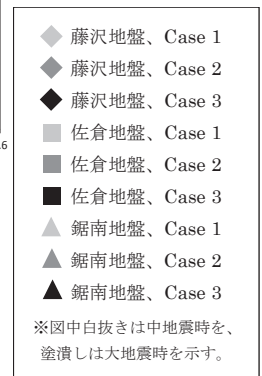 藤沢地盤、Case 1
藤沢地盤、Case 2
藤沢地盤、Case 3
佐倉地盤、Case 1
佐倉地盤、Case 2
佐倉地盤、Case 3
鋸南地盤、Case 1
鋸南地盤、Case 2
鋸南地盤、Case 3
※図中白抜きは中地震時を、
塗潰しは大地震時を示す。
6